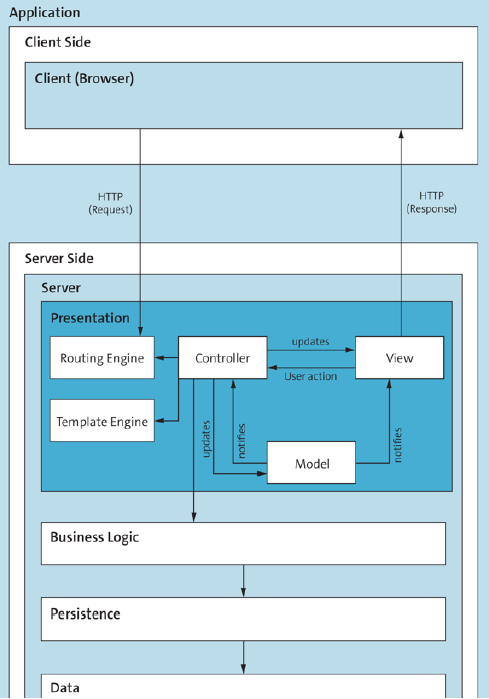 Application
Client Side
Client (Browser)
HTTP
(Request)
HTTP
(Response)
Server Side
Server
Presentation
Routing Engine
Controller
updates
User action
View
Template Engine
updates
notifies
Model
notifies
Business Logic
Persistence
Data